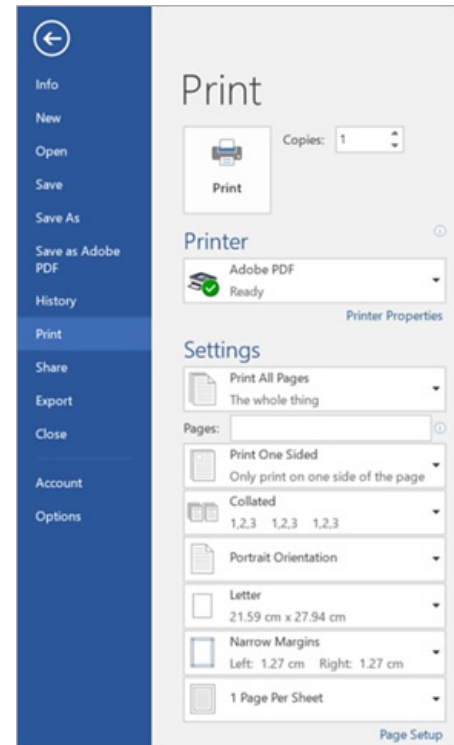 Info
New
Open
Save
Save As
Save as Adobe
PDF
History
Print
Share
Export
Close
Account
Options
Print
Copies: 1
Print
Printer
Adobe PDF
Ready
Printer Properties
Settings
Print All Pages
The whole thing
Pages:
Print One Sided
Only print on one side of the page
Collated
1,2,3 1,2,3 1,2,3
Portrait Orientation
Letter
21.59 cm x 27.94 cm
Narrow Margins
Left: 1.27 cm Right: 1.27 cm
1 Page Per Sheet
Page Setup